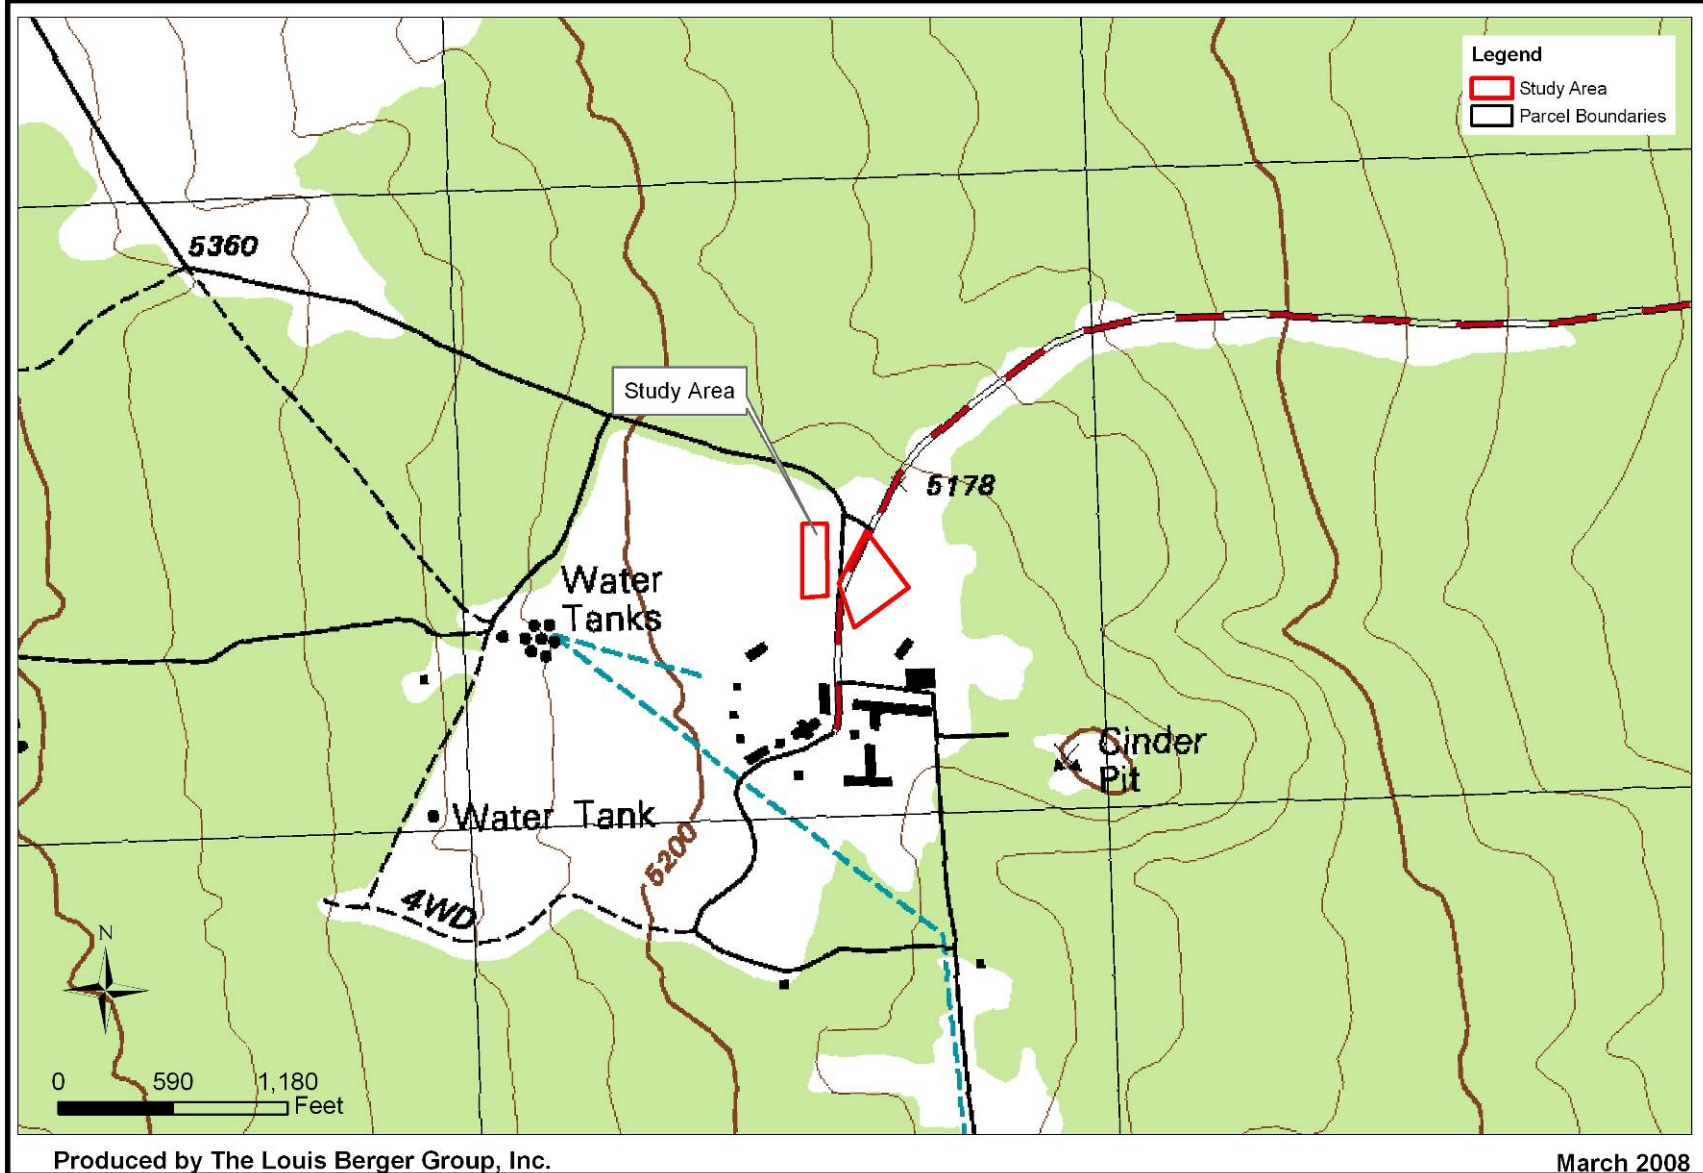 Legend
Study Area
Parcel Boundaries
5360
Study Area
5178
Water
Tanks
Cinder
Pit
Water Tank
5200
4WD
N
0 590 1,180
Feet
Produced by The Louis Berger Group, Inc.
March 2008